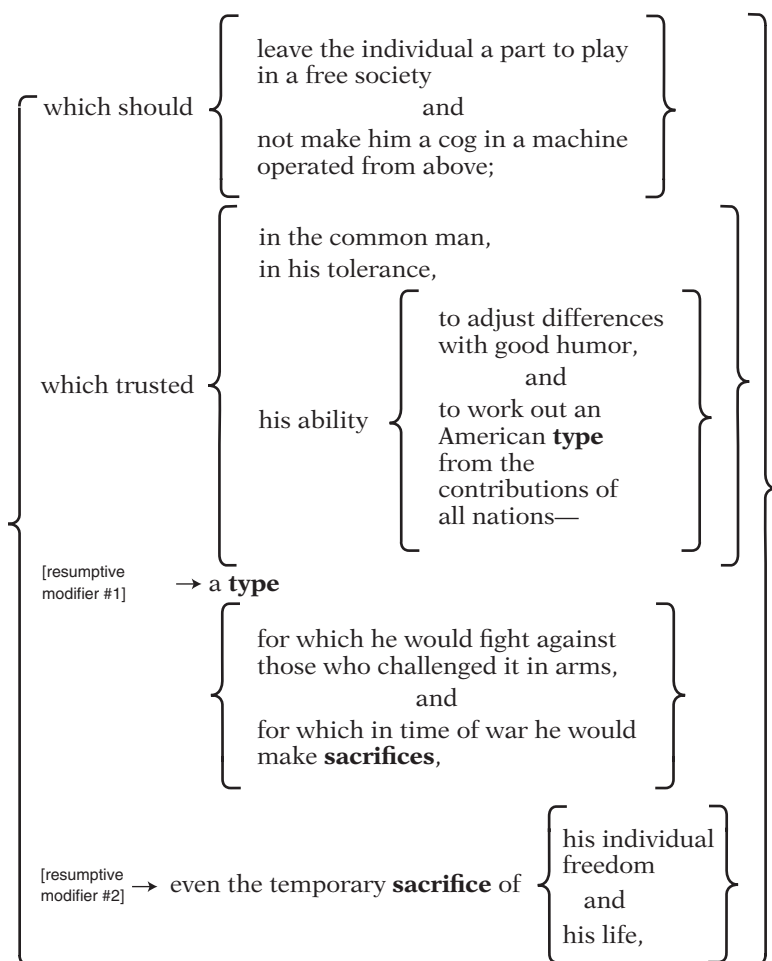 leave the individual a part to play
in a free society
which should
and
not make him a cog in a machine
operated from above;
in the common man,
in his tolerance,
to adjust differences
with good humor,
and
which trusted
his ability
to work out an
American type
from the
contributions of
all nations—
[resumptive
modifier #1]
→ a type
for which he would fight against
those who challenged it in arms,
and
for which in time of war he would
make sacrifices,
[resumptive
modifier #2]
→ even the temporary sacrifice of
his individual
freedom
and
his life,